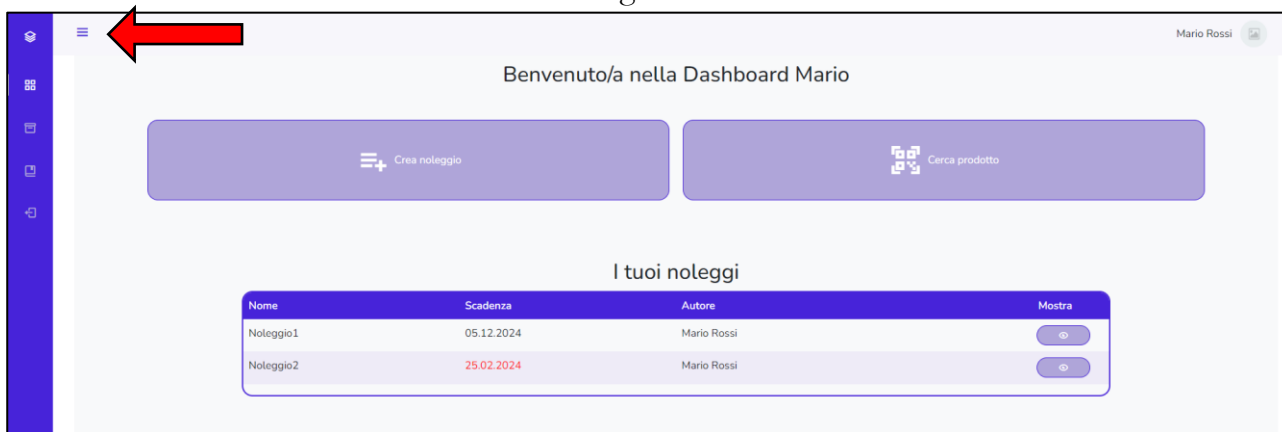 Mario Rossi
Benvenuto/a nella Dashboard Mario
Crea noleggio
Cerca prodotto
I tuoi noleggi
Nome Scadenza Autore Mostra
Noleggio1 05.12.2024 Mario Rossi
Noleggio2 25.02.2024 Mario Rossi